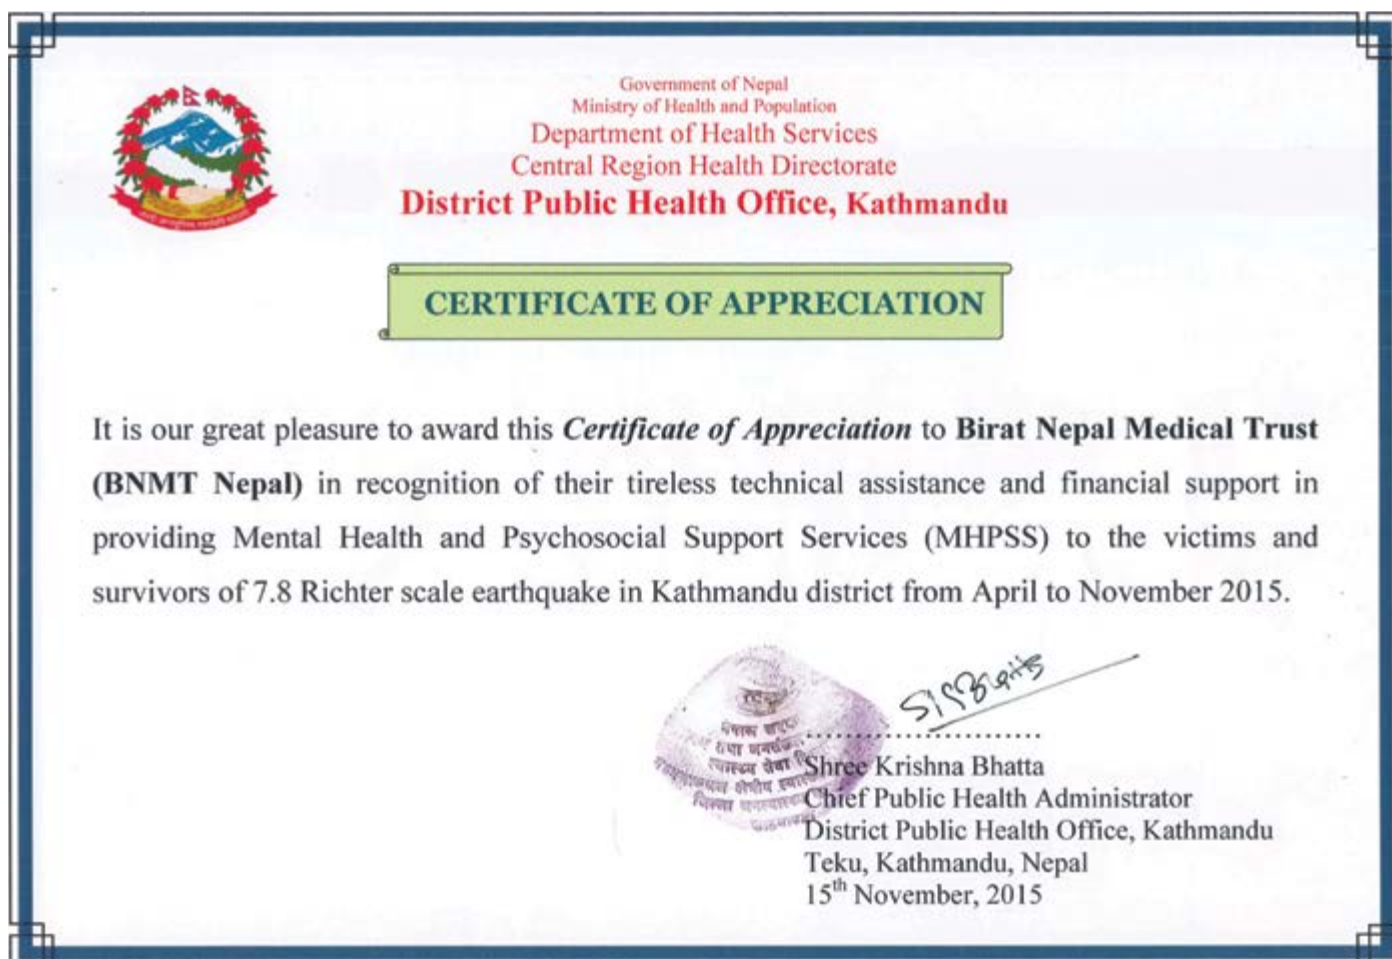 Government of Nepal
Ministry of Health and Population
Department of Health Services
Central Region Health Directorate
District Public Health Office, Kathmandu
CERTIFICATE OF APPRECIATION
It is our great pleasure to award this Certificate of Appreciation to Birat Nepal Medical Trust
(BNMT Nepal) in recognition of their tireless technical assistance and financial support in
providing Mental Health and Psychosocial Support Services (MHPSS) to the victims and
survivors of 7.8 Richter scale earthquake in Kathmandu district from April to November 2015.
Shree Krishna Bhatta
Chief Public Health Administrator
District Public Health Office, Kathmandu
Teku, Kathmandu, Nepal
15th November, 2015